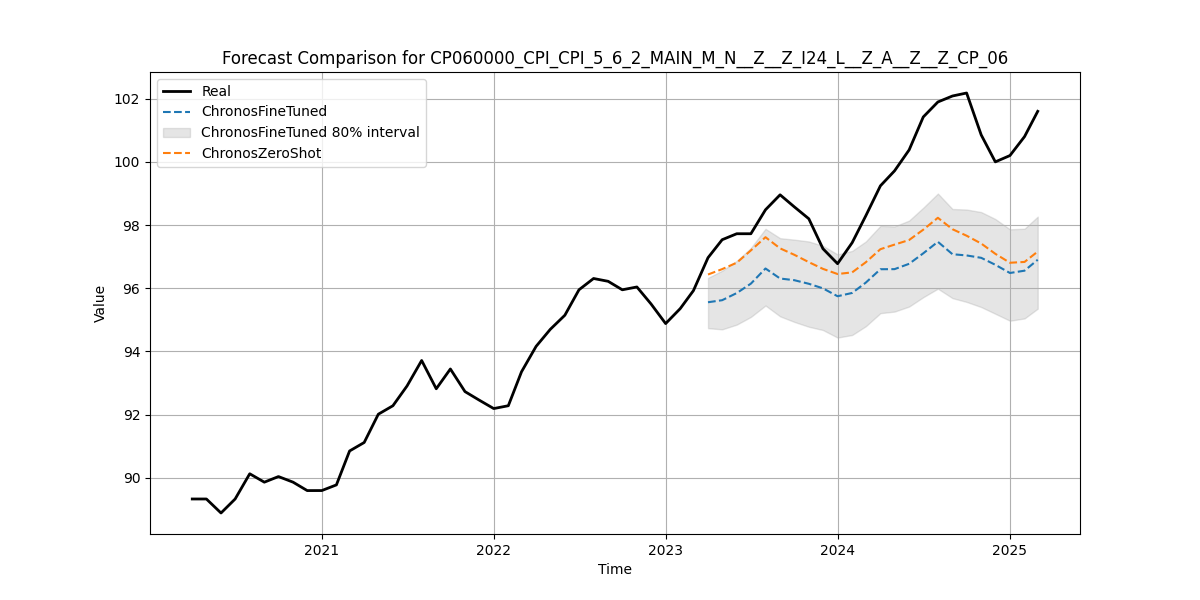 Forecast Comparison for CP060000_CPI_CPI_5_6_2_MAIN_M_N__Z__Z_I24_L__Z_A__Z__Z_CP_06
Real
ChronosFineTuned
ChronosFineTuned 80% interval
ChronosZeroShot
102
100
98
96
94
92
90
Value
2021
2022
2023
2024
2025
Time